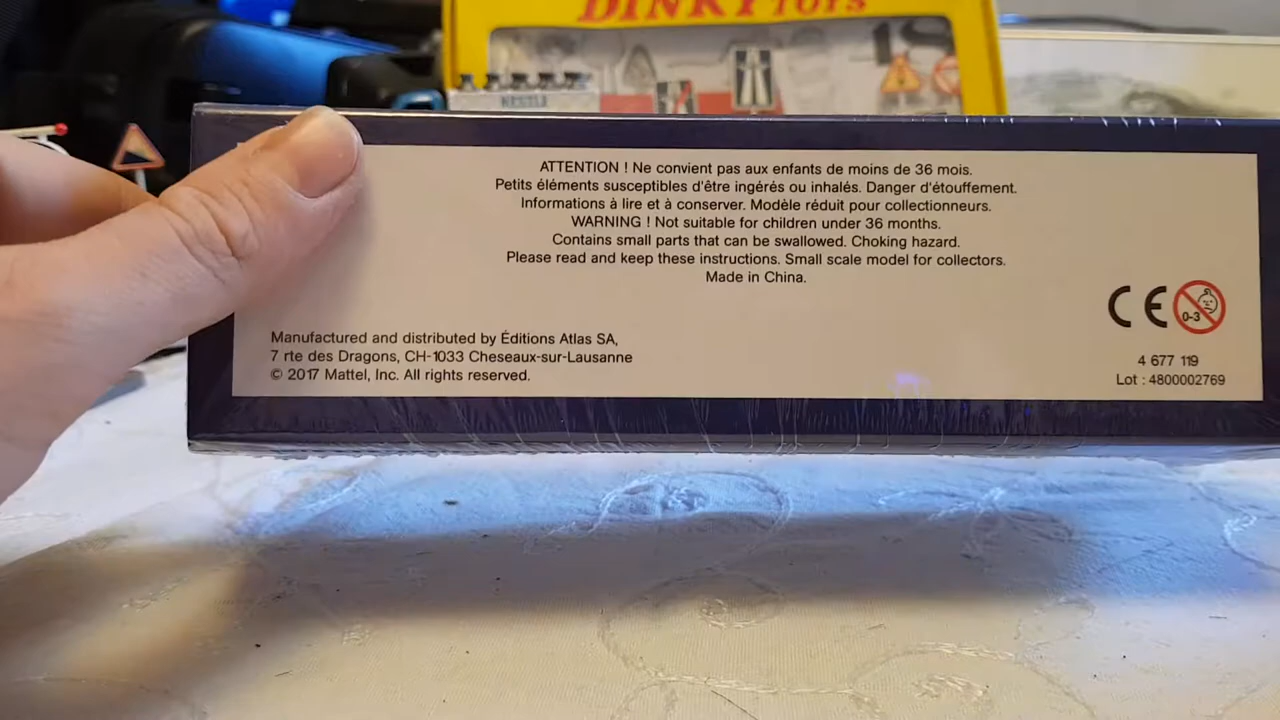 DINKY TOYS
NESTLÉ
ATTENTION ! Ne convient pas aux enfants de moins de 36 mois.
Petits éléments susceptibles d'être ingérés ou inhalés. Danger d'étouffement.
Informations à lire et à conserver. Modèle réduit pour collectionneurs.
WARNING ! Not suitable for children under 36 months.
Contains small parts that can be swallowed. Choking hazard.
Please read and keep these instructions. Small scale model for collectors.
Made in China.
CE
0-3
Manufactured and distributed by Éditions Atlas SA,
7 rte des Dragons, CH-1033 Cheseaux-sur-Lausanne
© 2017 Mattel, Inc. All rights reserved.
4 677 119
Lot : 4800002769